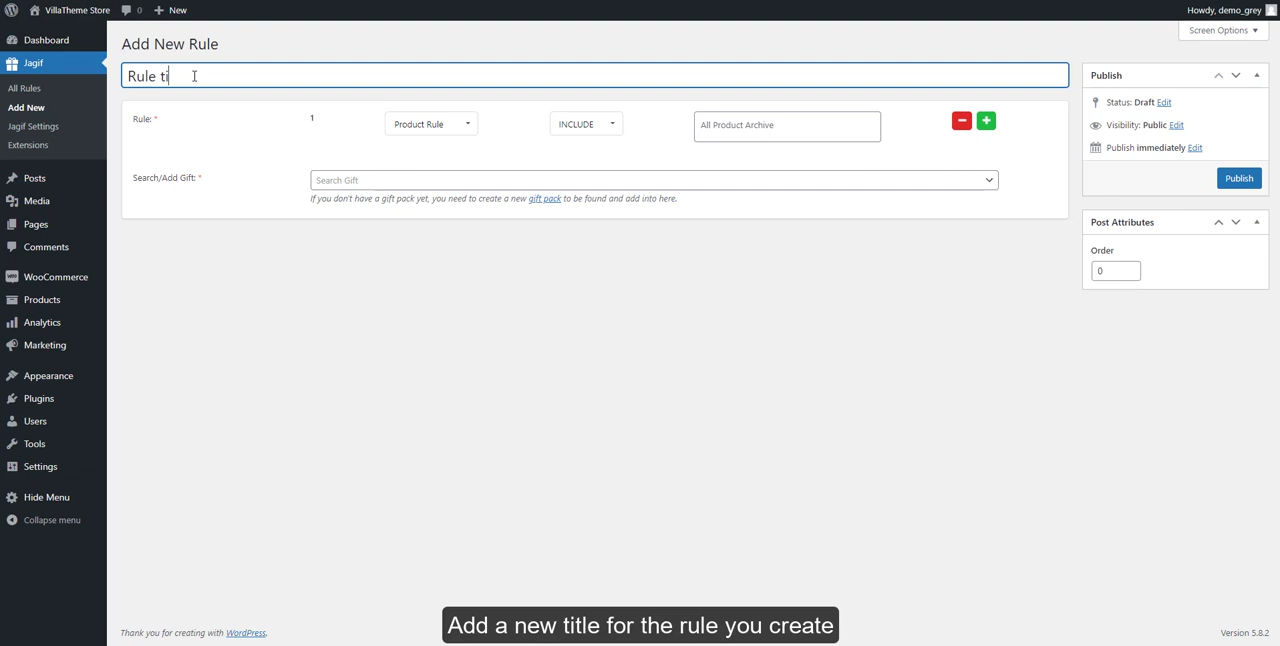 VillaTheme Store 0 + New Howdy, demo_grey
Screen Options ▼
Dashboard
Jagif
All Rules
Add New
Jagif Settings
Extensions
Posts
Media
Pages
Comments
WooCommerce
Products
Analytics
Marketing
Appearance
Plugins
Users
Tools
Settings
Hide Menu
Collapse menu
Add New Rule
Rule ti
Rule: * 1 Product Rule INCLUDE All Product Archive − +
Search/Add Gift: * Search Gift
If you don't have a gift pack yet, you need to create a new gift pack to be found and add into here.
Publish
Status: Draft Edit
Visibility: Public Edit
Publish immediately Edit
Publish
Post Attributes
Order
0
Add a new title for the rule you create
Thank you for creating with WordPress. Version 5.8.2